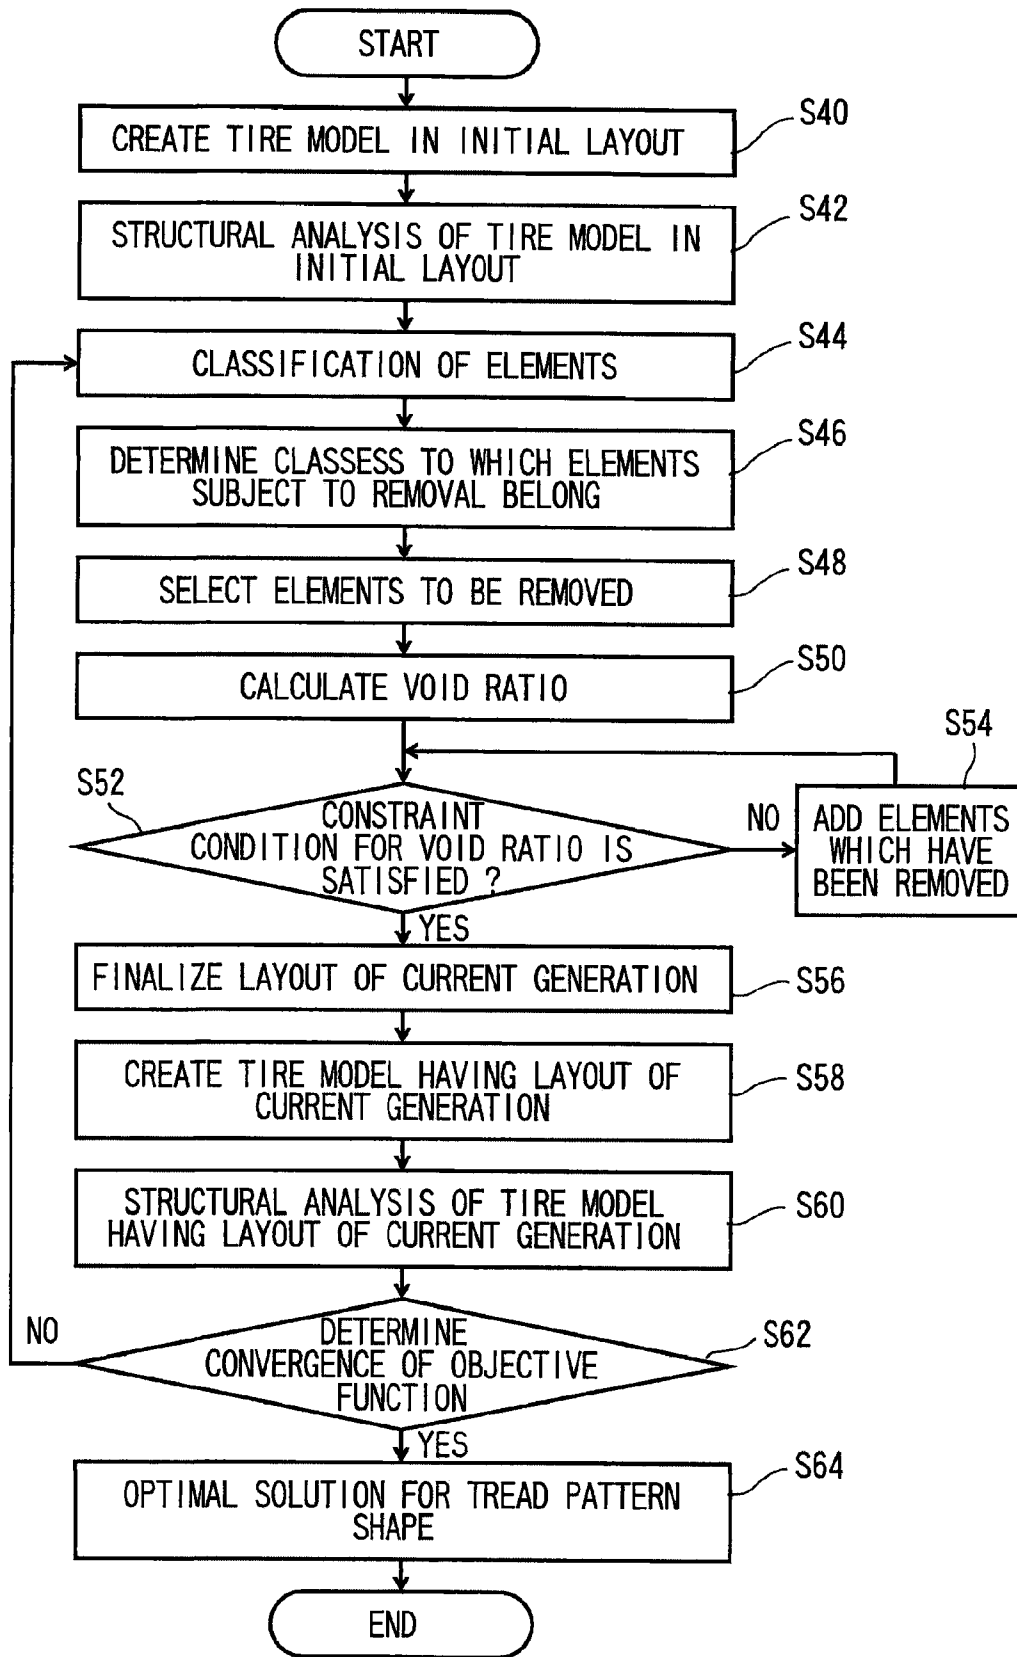 START
CREATE TIRE MODEL IN INITIAL LAYOUT
S40
STRUCTURAL ANALYSIS OF TIRE MODEL IN
INITIAL LAYOUT
S42
CLASSIFICATION OF ELEMENTS
S44
DETERMINE CLASSESS TO WHICH ELEMENTS
SUBJECT TO REMOVAL BELONG
S46
SELECT ELEMENTS TO BE REMOVED
S48
CALCULATE VOID RATIO
S50
S52
CONSTRAINT
CONDITION FOR VOID RATIO IS
SATISFIED ?
NO
S54
ADD ELEMENTS
WHICH HAVE
BEEN REMOVED
YES
FINALIZE LAYOUT OF CURRENT GENERATION
S56
CREATE TIRE MODEL HAVING LAYOUT OF
CURRENT GENERATION
S58
STRUCTURAL ANALYSIS OF TIRE MODEL
HAVING LAYOUT OF CURRENT GENERATION
S60
NO
DETERMINE
CONVERGENCE OF OBJECTIVE
FUNCTION
S62
YES
OPTIMAL SOLUTION FOR TREAD PATTERN
SHAPE
S64
END